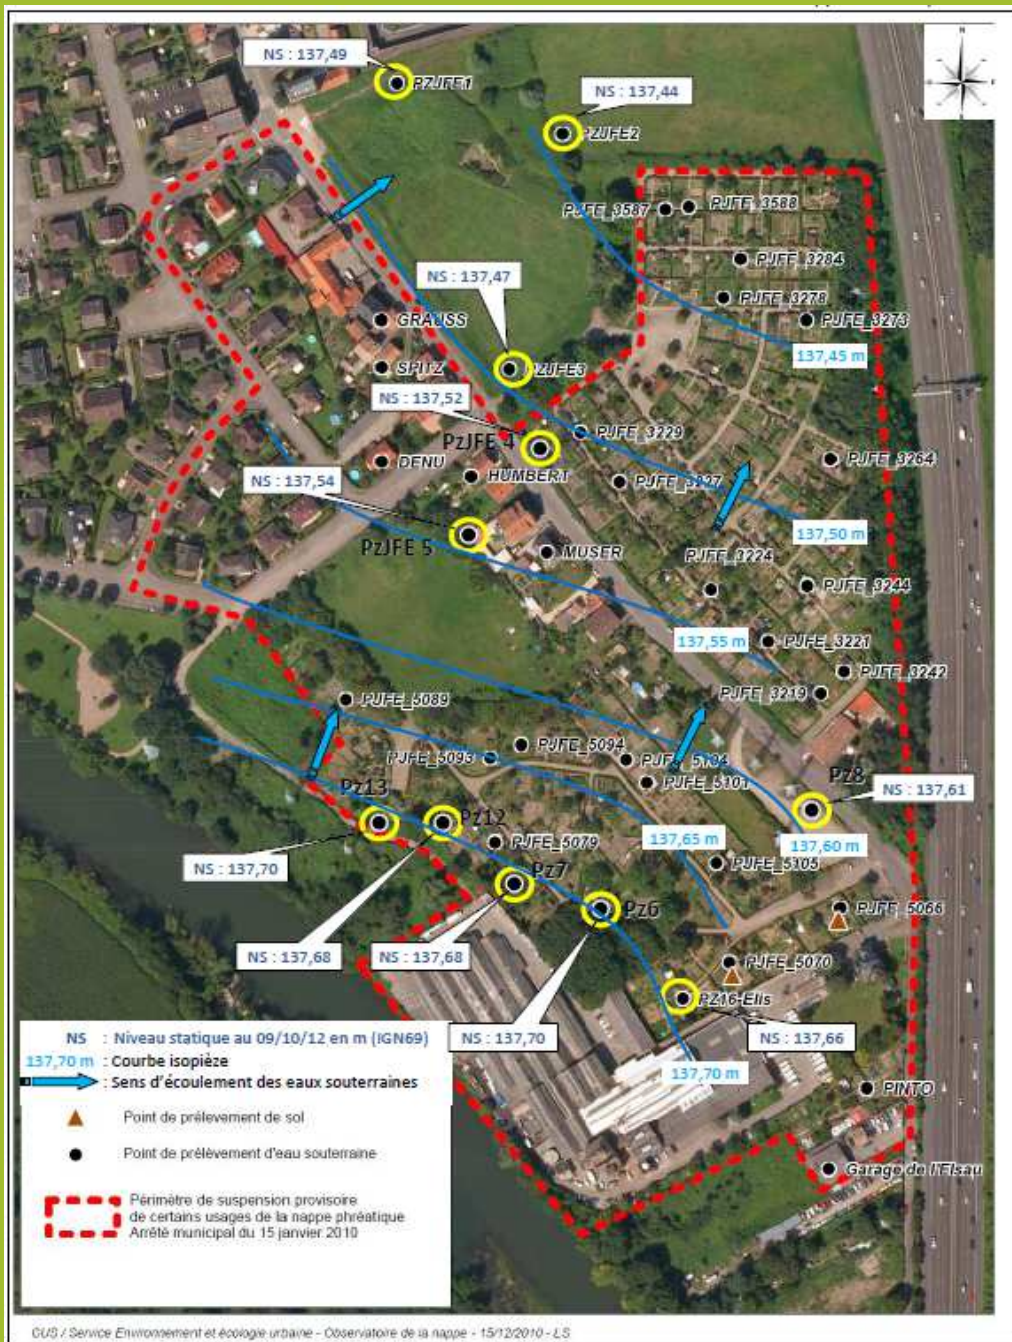 NS : 137,49
PZJFE1
NS : 137,44
PZJFE2
N
PJFE_3587
PJFE_3588
PJFE_3284
NS : 137,47
PJFE_3278
GRAUSS
PJFE_3273
137,45 m
SPITZ
PZJFE3
NS : 137,52
PzJFE 4
PJFE_3229
DENU
HUMBERT
PJFE_3264
NS : 137,54
PJFE_3227
137,50 m
PzJFE 5
MUSER
PJFE_3224
PJFE_3244
137,55 m
PJFE_3221
PJFE_3242
PJFE_3219
PJFE_5089
PJFE_5094
PJFE_5093
PJFE_5104
PJFE_5101
Pz8
NS : 137,61
Pz13
Pz12
137,65 m
137,60 m
PJFE_5079
NS : 137,70
PJFE_5105
Pz7
Pz6
PJFE_5066
NS : 137,68
NS : 137,68
PJFE_5070
PZ16-Elis
NS : 137,70
NS : 137,66
137,70 m
PINTO
Garage de l'Elsau
NS : Niveau statique au 09/10/12 en m (IGN69)
137,70 m : Courbe isopièze
: Sens d'écoulement des eaux souterraines
Point de prélevement de sol
Point de prélèvement d'eau souterraine
Périmètre de suspension provisoire
de certains usages de la nappe phréatique
Arrêté municipal du 15 janvier 2010
CUS / Service Environnement et écologie urbaine - Observatoire de la nappe - 15/12/2010 - LS